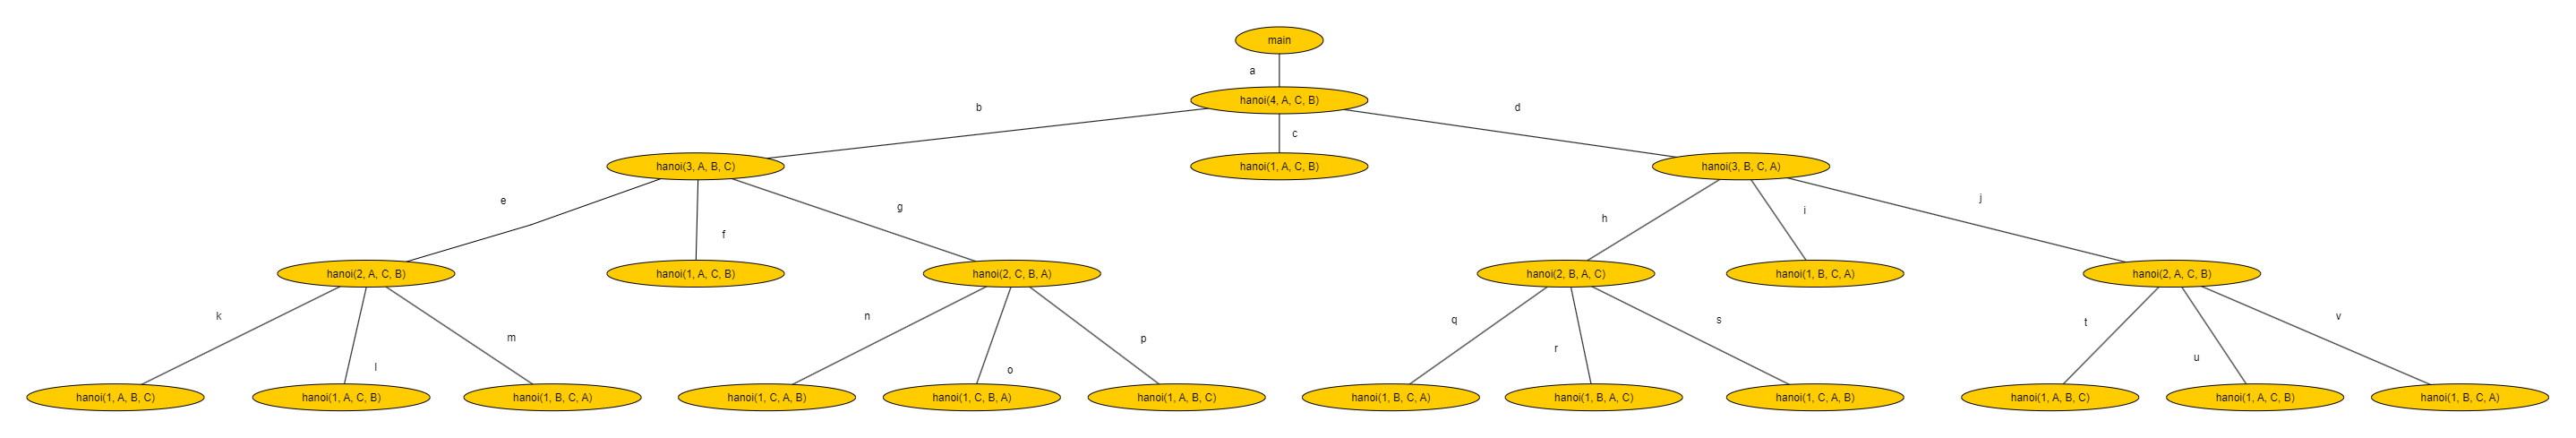 main
a
hanoi(4, A, C, B)
b
d
c
hanoi(3, A, B, C)
hanoi(1, A, C, B)
hanoi(3, B, C, A)
e
g
j
i
h
f
hanoi(2, A, C, B)
hanoi(1, A, C, B)
hanoi(2, C, B, A)
hanoi(2, B, A, C)
hanoi(1, B, C, A)
hanoi(2, A, C, B)
k
n
q
s
v
t
m
p
r
u
l
o
hanoi(1, A, B, C)
hanoi(1, A, C, B)
hanoi(1, B, C, A)
hanoi(1, C, A, B)
hanoi(1, C, B, A)
hanoi(1, A, B, C)
hanoi(1, B, C, A)
hanoi(1, B, A, C)
hanoi(1, C, A, B)
hanoi(1, A, B, C)
hanoi(1, A, C, B)
hanoi(1, B, C, A)